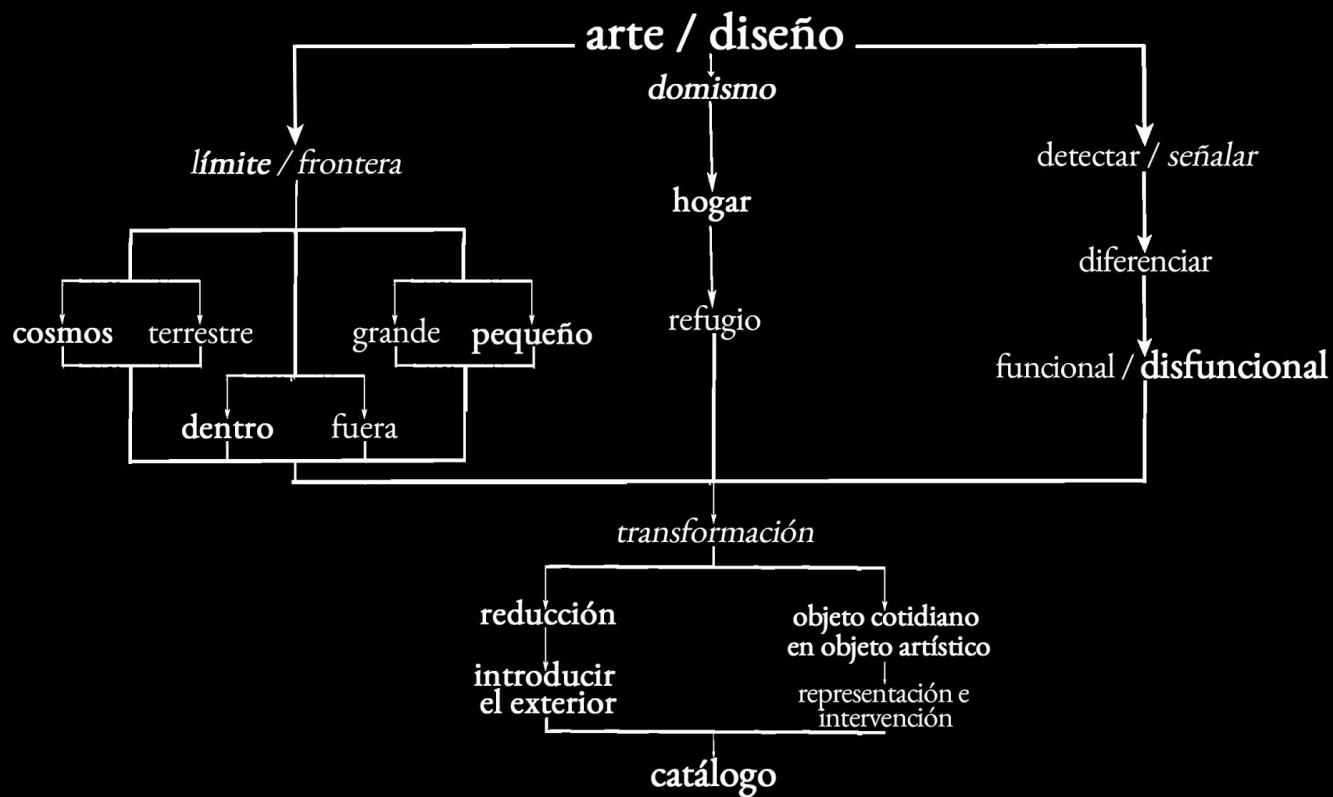 arte / diseño
domismo
límite / frontera
detectar / señalar
hogar
diferenciar
cosmos terrestre grande pequeño
refugio
funcional / disfuncional
dentro fuera
transformación
reducción
objeto cotidiano
en objeto artístico
introducir
el exterior
representación e
intervención
catálogo